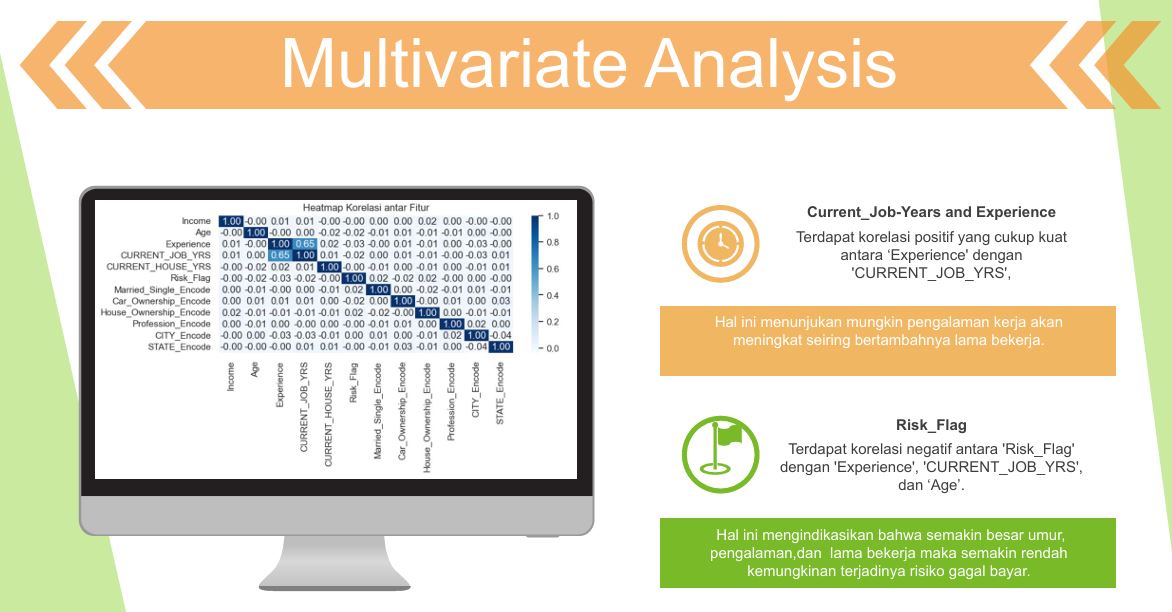 Multivariate Analysis
Heatmap Korelasi antar Fitur
Income 1.00 -0.00 0.01 0.01 -0.00 -0.00 0.00 0.00 0.02 0.00 -0.00 -0.00
Age -0.00 1.00 -0.00 0.00 -0.02 -0.02 0.00 0.01 -0.01 -0.01 0.00 -0.00
Experience 0.01 -0.00 1.00 0.65 0.02 -0.03 -0.00 0.01 -0.01 0.00 -0.03 -0.00
CURRENT_JOB_YRS 0.01 0.00 0.65 1.00 0.01 -0.02 0.00 0.01 -0.01 0.01 -0.03 0.01
CURRENT_HOUSE_YRS -0.00 -0.02 0.02 0.01 1.00 -0.00 -0.01 0.00 -0.01 0.00 -0.01 0.01
Risk_Flag -0.00 -0.02 -0.03 -0.02 -0.00 1.00 0.02 -0.02 0.02 -0.00 0.01 -0.00
Married_Single_Encode 0.00 0.00 -0.00 0.00 -0.01 0.02 1.00 0.00 -0.02 0.01 0.00 -0.01
Car_Ownership_Encode 0.00 0.01 0.01 0.01 0.00 -0.02 0.00 1.00 -0.00 0.01 0.00 0.03
House_Ownership_Encode 0.02 -0.01 -0.01 -0.01 -0.01 0.02 -0.02 -0.00 1.00 0.00 -0.01 0.01
Profession_Encode 0.00 -0.01 0.00 0.01 0.00 -0.00 0.01 0.01 0.00 1.00 0.02 0.00
CITY_Encode -0.00 0.00 -0.03 -0.03 -0.01 0.01 0.00 0.00 -0.01 0.02 1.00 -0.04
STATE_Encode -0.00 -0.00 -0.00 0.01 0.01 -0.00 -0.01 0.03 0.01 0.00 -0.04 1.00
Income Age Experience CURRENT_JOB_YRS CURRENT_HOUSE_YRS Risk_Flag Married_Single_Encode Car_Ownership_Encode House_Ownership_Encode Profession_Encode CITY_Encode STATE_Encode
1.0
0.8
0.6
0.4
0.2
0.0
Current_Job-Years and Experience
Terdapat korelasi positif yang cukup kuat
antara ‘Experience' dengan
'CURRENT_JOB_YRS',
Hal ini menunjukan mungkin pengalaman kerja akan
meningkat seiring bertambahnya lama bekerja.
Risk_Flag
Terdapat korelasi negatif antara 'Risk_Flag'
dengan 'Experience', 'CURRENT_JOB_YRS',
dan ‘Age’.
Hal ini mengindikasikan bahwa semakin besar umur,
pengalaman,dan  lama bekerja maka semakin rendah
kemungkinan terjadinya risiko gagal bayar.